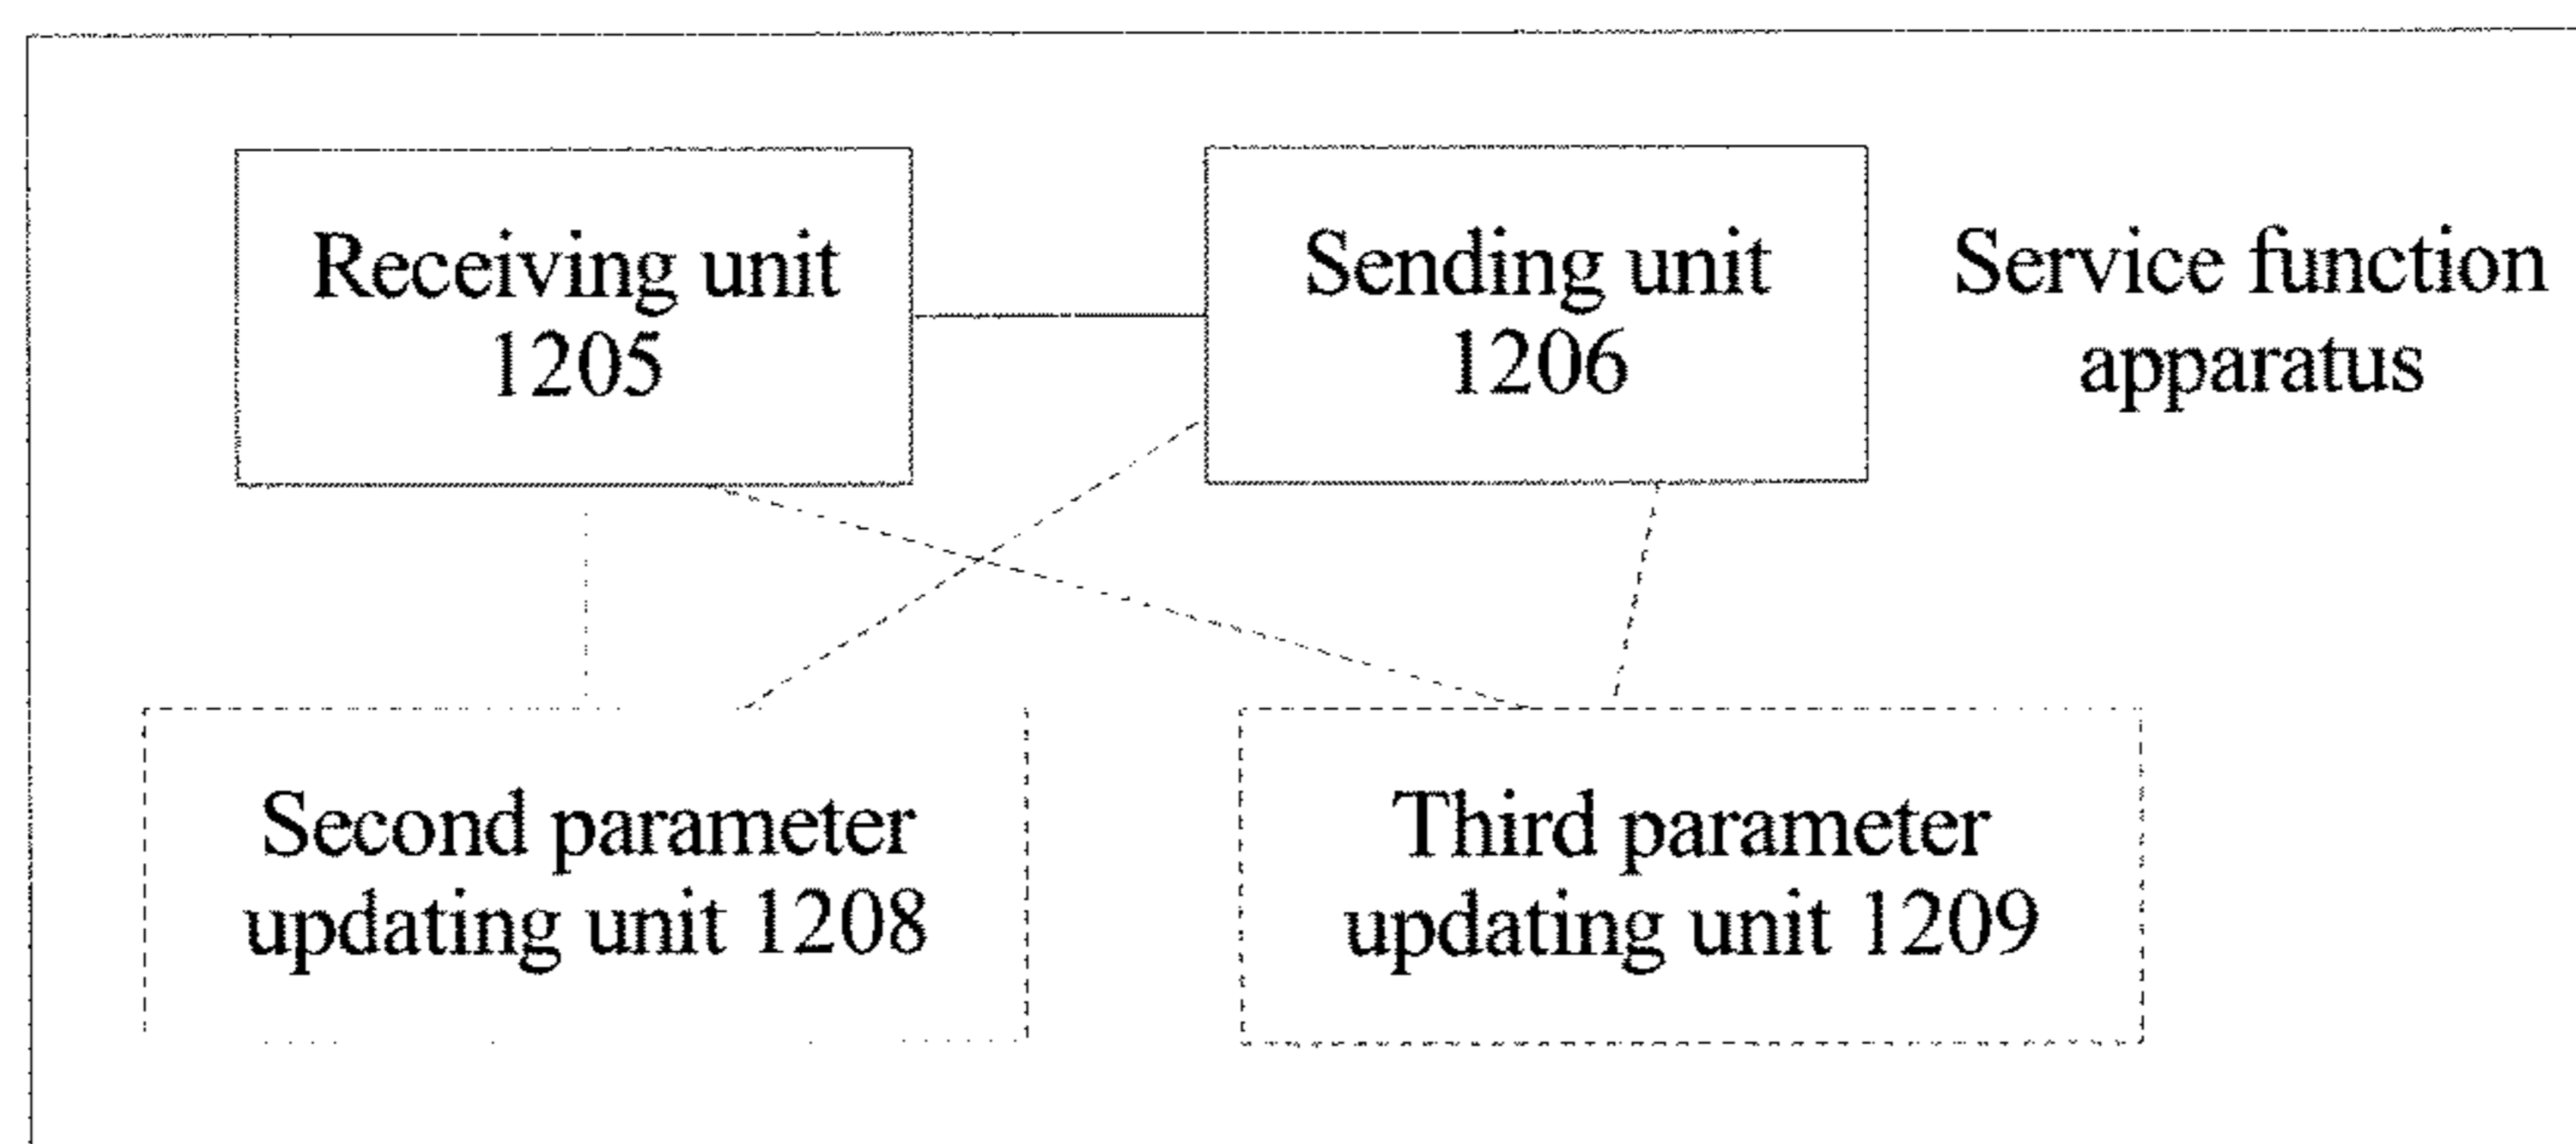 Receiving unit
1205
Sending unit
1206
Service function
apparatus
Second parameter
updating unit 1208
Third parameter
updating unit 1209